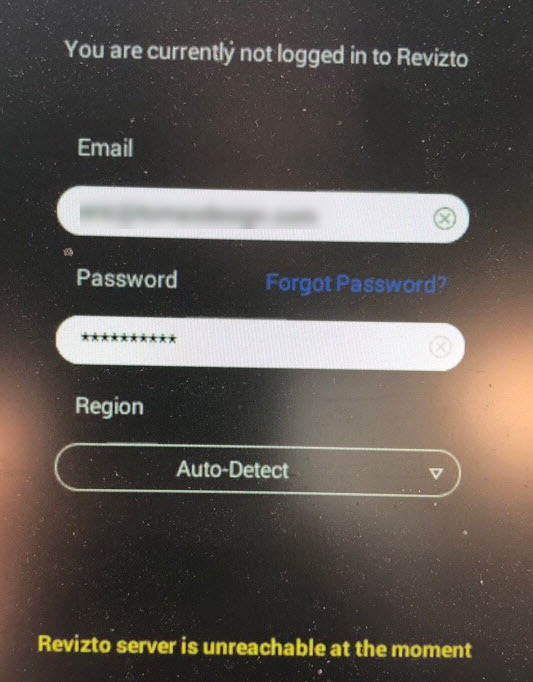 You are currently not logged in to Revizto
Email
Password Forgot Password?
**********
Region
Auto-Detect
Revizto server is unreachable at the moment